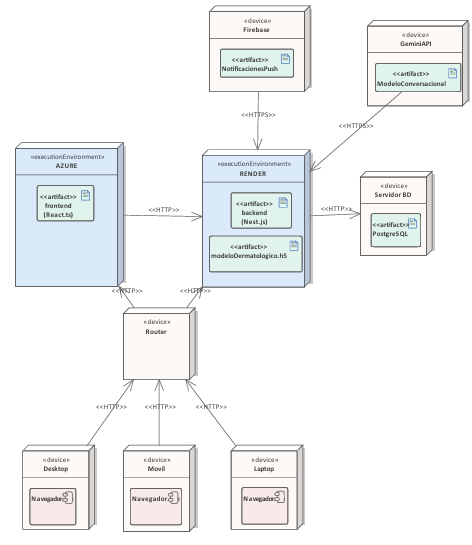 «device»
Firebase
<<artifact>>
NotificacionesPush
«device»
GeminiAPI
<<artifact>>
ModeloConversacional
<<HTTPS>>
<<HTTPS>>
«executionEnvironment»
AZURE
<<artifact>>
frontend
(React.ts)
<<HTTP>>
«executionEnvironment»
RENDER
<<artifact>>
backend
(Nest.js)
<<artifact>>
modeloDermatologico.h5
<<HTTP>>
«device»
Servidor BD
<<artifact>>
PostgreSQL
<<HTTP>>
<<HTTP>>
«device»
Router
<<HTTP>>
<<HTTP>>
<<HTTP>>
«device»
Desktop
Navegador
«device»
Movil
Navegador
«device»
Laptop
Navegador